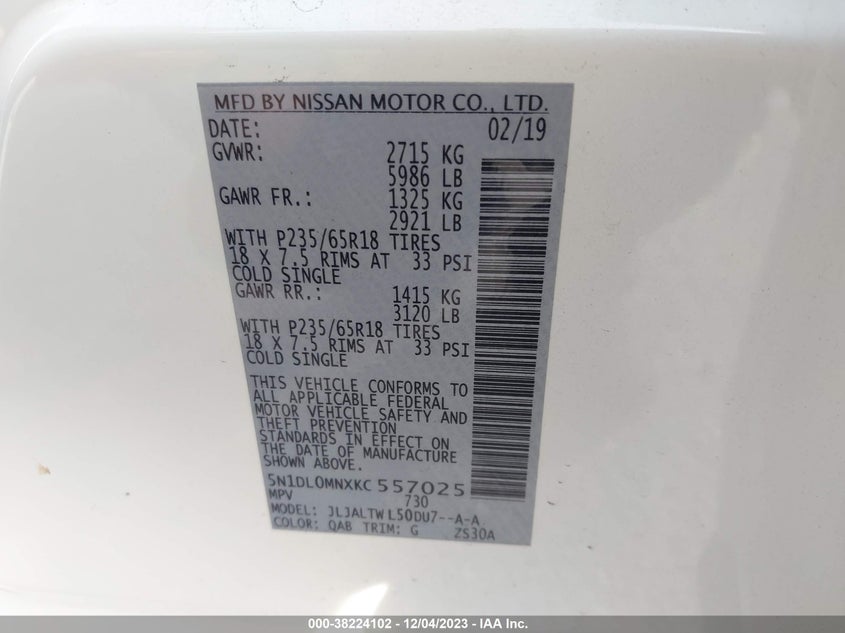 MFD BY NISSAN MOTOR CO., LTD.
DATE: 02/19
GVWR: 2715 KG
5986 LB
GAWR FR.: 1325 KG
2921 LB
WITH P235/65R18 TIRES
18 X 7.5 RIMS AT 33 PSI
COLD SINGLE
GAWR RR.: 1415 KG
3120 LB
WITH P235/65R18 TIRES
18 X 7.5 RIMS AT 33 PSI
COLD SINGLE
THIS VEHICLE CONFORMS TO
ALL APPLICABLE FEDERAL
MOTOR VEHICLE SAFETY AND
THEFT PREVENTION
STANDARDS IN EFFECT ON
THE DATE OF MANUFACTURE
SHOWN ABOVE.
5N1DL0MNXKC 557025
MPV 730
MODEL: JLJALTWL50DU7--A-A
COLOR: QAB TRIM: G ZS30A
000-38224102 - 12/04/2023 - IAA Inc.